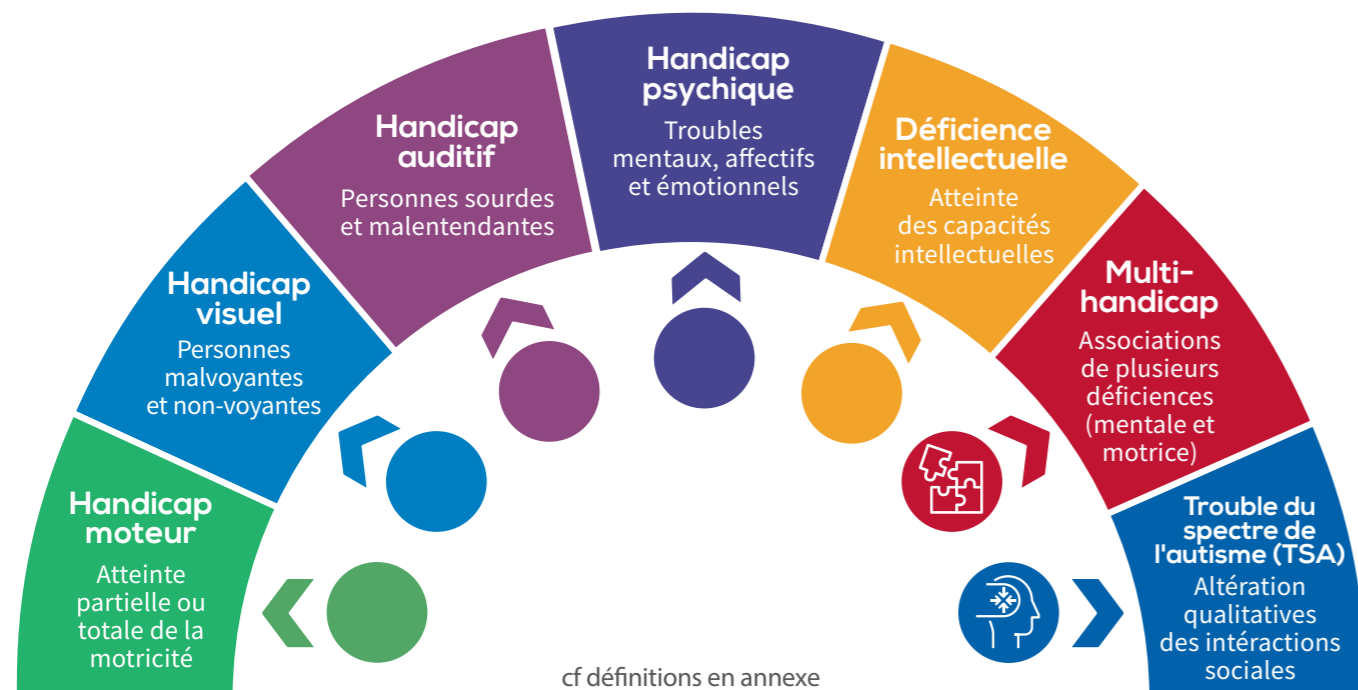 Handicap
moteur
Atteinte
partielle ou
totale de la
motricité
Handicap
visuel
Personnes
malvoyantes
et non-voyantes
Handicap
auditif
Personnes sourdes
et malentendantes
Handicap
psychique
Troubles
mentaux, affectifs
et émotionnels
Déficience
intellectuelle
Atteinte
des capacités
intellectuelles
Multi-
handicap
Associations
de plusieurs
déficiences
(mentale et
motrice)
Trouble du
spectre de
l'autisme (TSA)
Altération
qualitatives
des intéractions
sociales
cf définitions en annexe